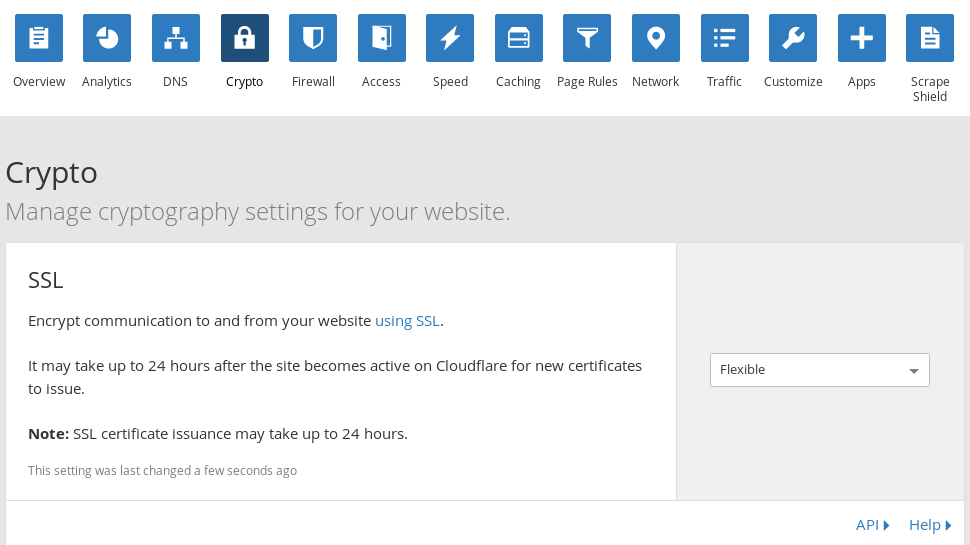 Overview Analytics DNS Crypto Firewall Access Speed Caching Page Rules Network Traffic Customize Apps Scrape
Shield
Crypto
Manage cryptography settings for your website.
SSL
Encrypt communication to and from your website using SSL.
It may take up to 24 hours after the site becomes active on Cloudflare for new certificates
to issue.
Note: SSL certificate issuance may take up to 24 hours.
This setting was last changed a few seconds ago
Flexible
API Help